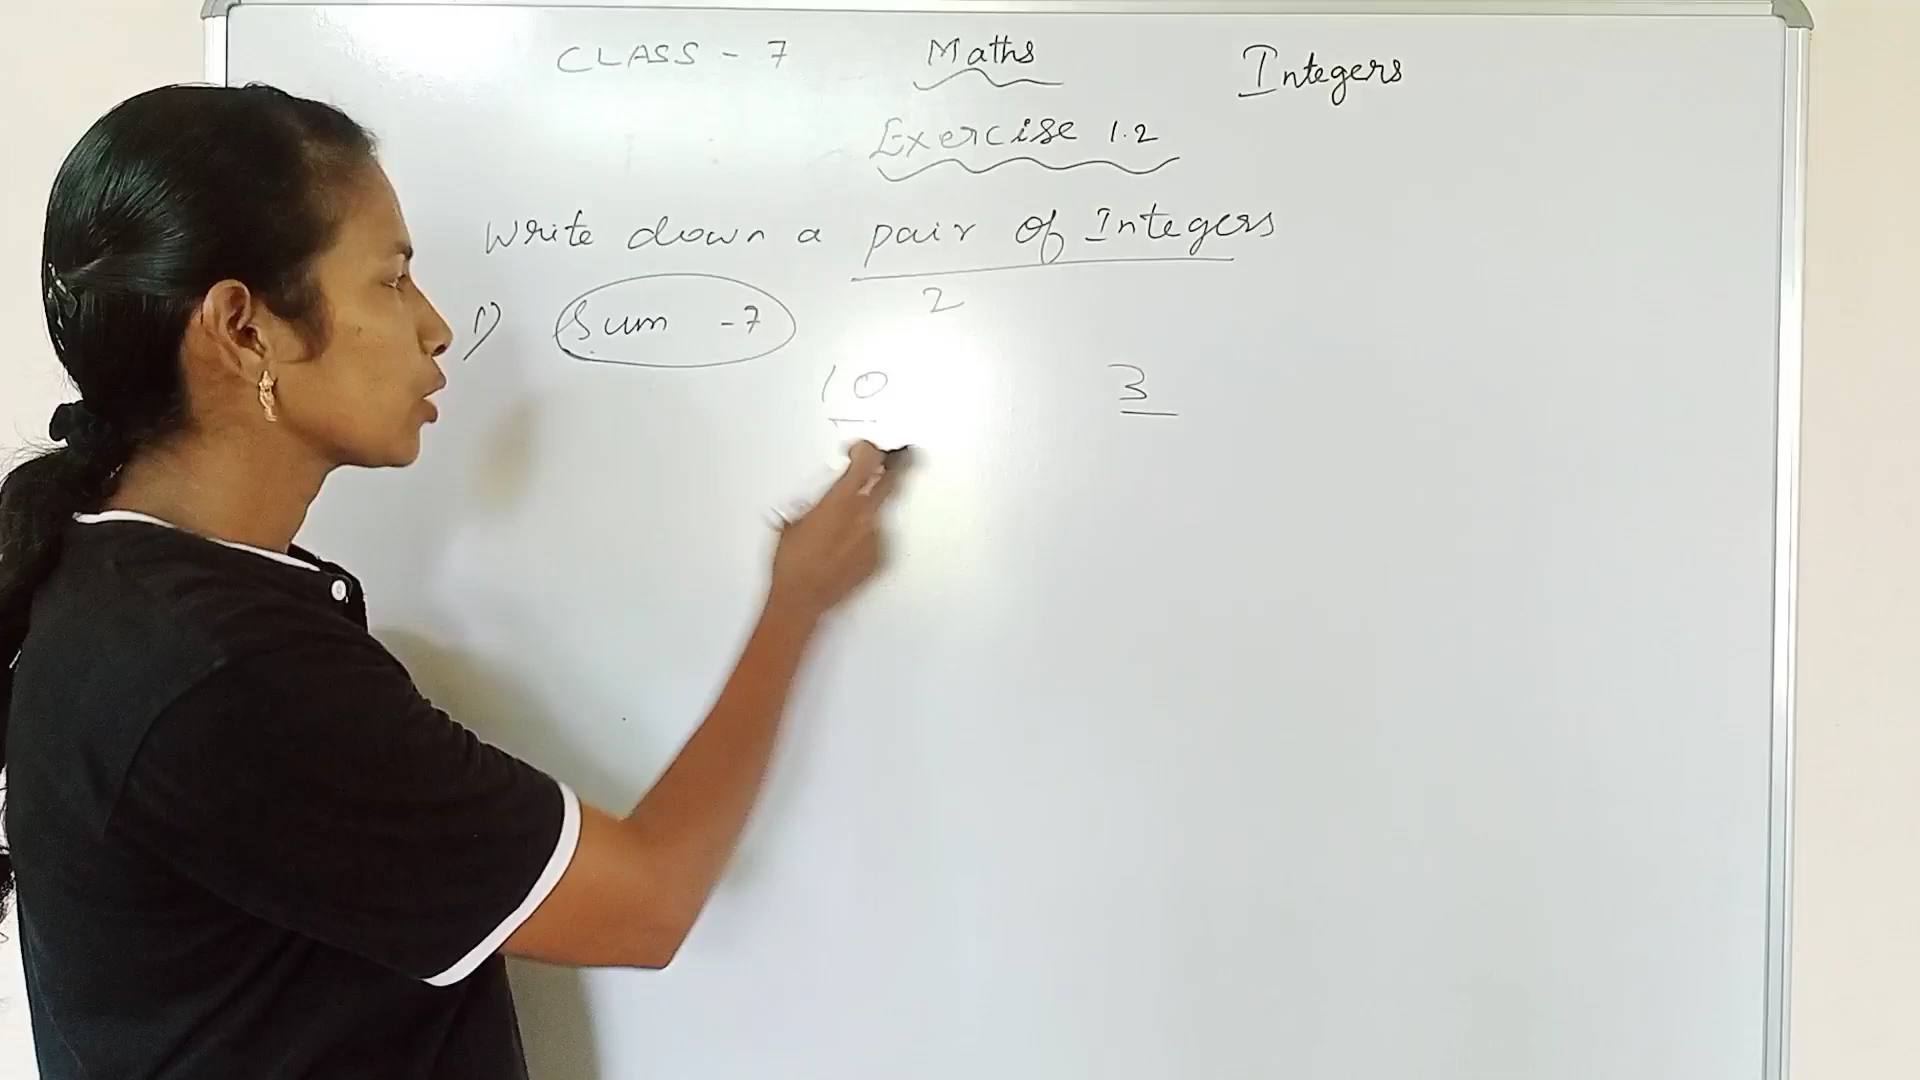 CLASS - 7 Maths Integers
Exercise 1.2
Write down a pair of Integers
1) Sum -7 2
10 3